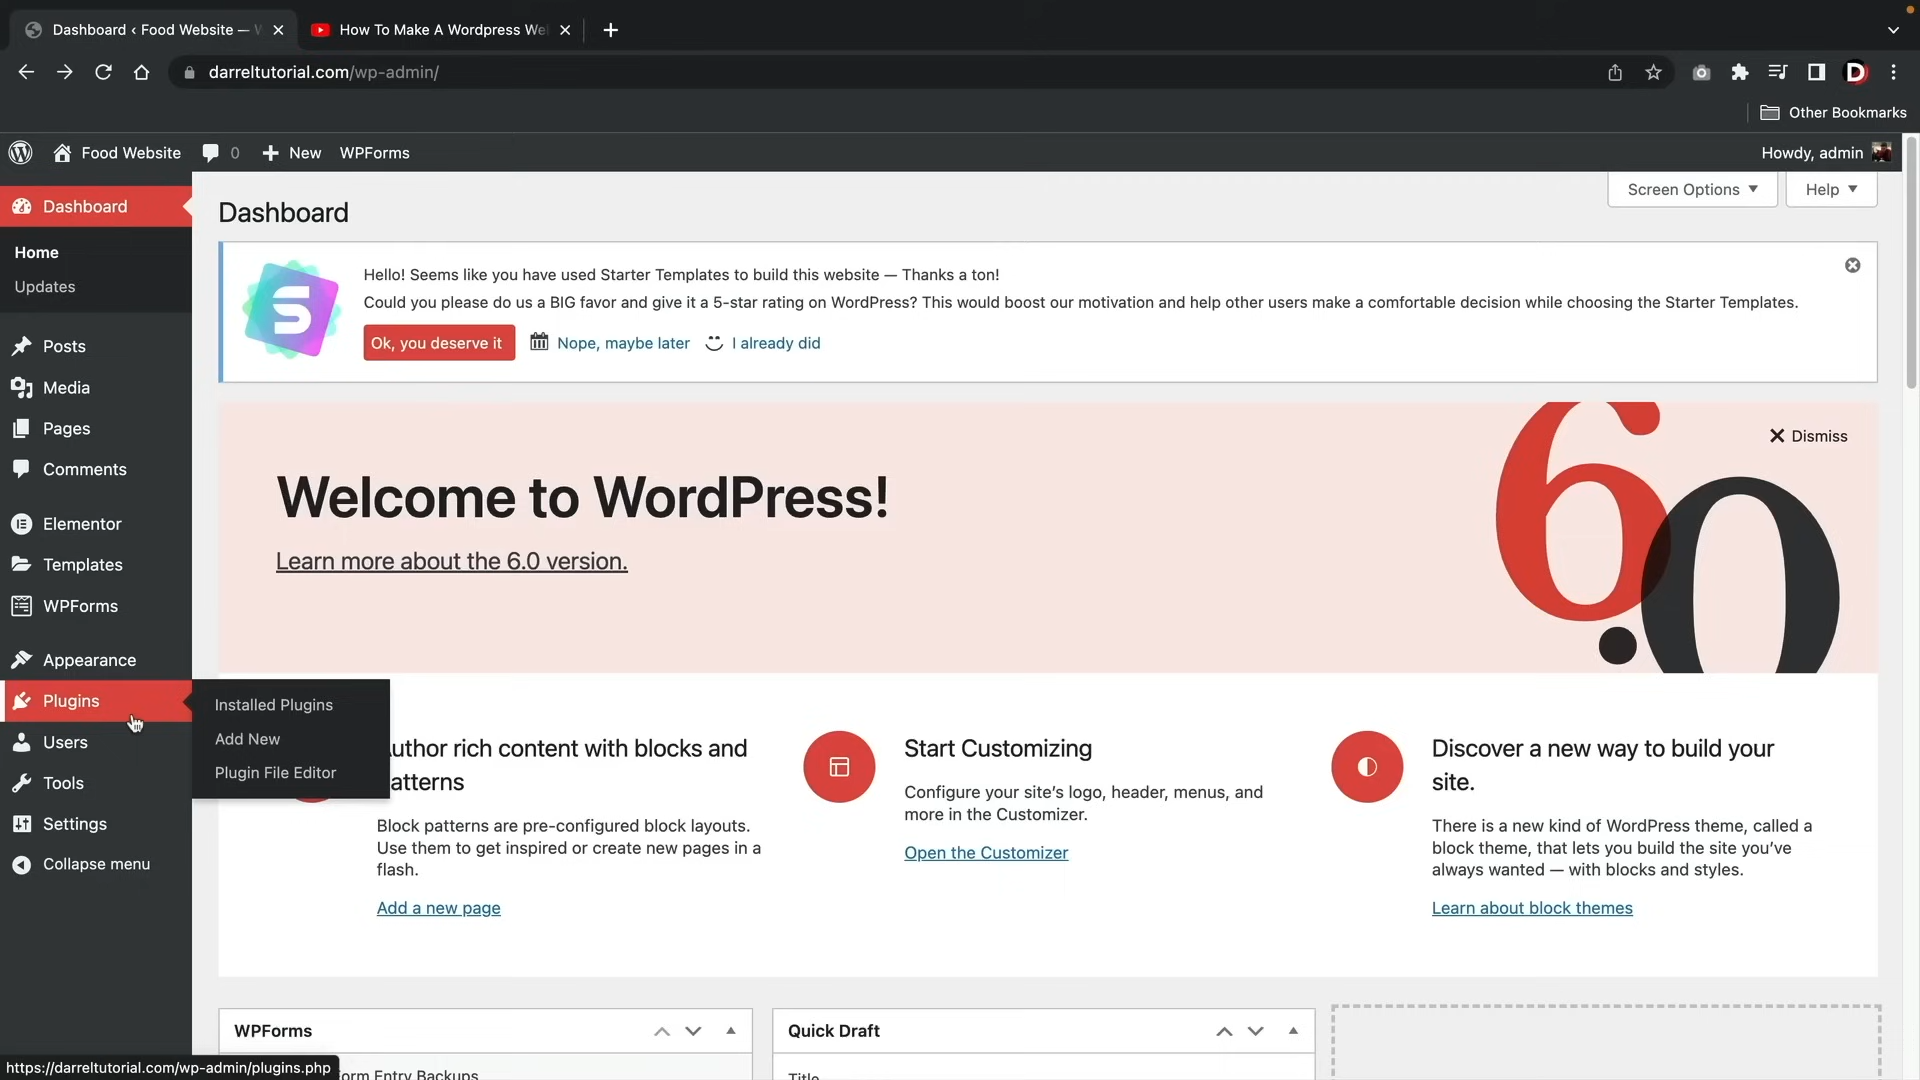 Dashboard ‹ Food Website —
How To Make A Wordpress We
darreltutorial.com/wp-admin/
Other Bookmarks
Food Website
0
New
WPForms
Howdy, admin
Dashboard
Home
Updates
Posts
Media
Pages
Comments
Elementor
Templates
WPForms
Appearance
Plugins
Users
Tools
Settings
Collapse menu
Installed Plugins
Add New
Plugin File Editor
Screen Options ▼
Help ▼
Dashboard
S
Hello! Seems like you have used Starter Templates to build this website — Thanks a ton!
Could you please do us a BIG favor and give it a 5-star rating on WordPress? This would boost our motivation and help other users make a comfortable decision while choosing the Starter Templates.
Ok, you deserve it
Nope, maybe later
I already did
Dismiss
6.0
Welcome to WordPress!
Learn more about the 6.0 version.
uthor rich content with blocks and
atterns
Block patterns are pre-configured block layouts.
Use them to get inspired or create new pages in a
flash.
Add a new page
Start Customizing
Configure your site's logo, header, menus, and
more in the Customizer.
Open the Customizer
Discover a new way to build your
site.
There is a new kind of WordPress theme, called a
block theme, that lets you build the site you've
always wanted — with blocks and styles.
Learn about block themes
WPForms
Quick Draft
orm Entry Backups
Title
https://darreltutorial.com/wp-admin/plugins.php